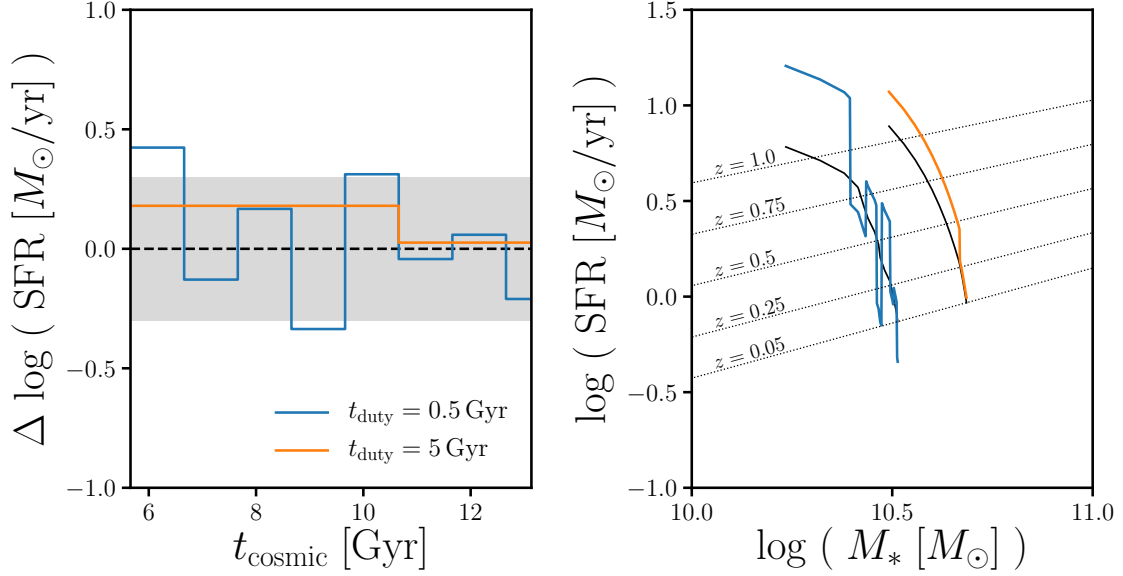 1.0
0.5
0.0
−0.5
−1.0
Δ log ( SFR [M⊙/yr] )
t_duty = 0.5 Gyr
t_duty = 5 Gyr
6 8 10 12
t_cosmic [Gyr]
1.5
1.0
0.5
0.0
−0.5
−1.0
log ( SFR [M⊙/yr] )
z = 1.0
z = 0.75
z = 0.5
z = 0.25
z = 0.05
10.0 10.5 11.0
log ( M_* [M⊙] )